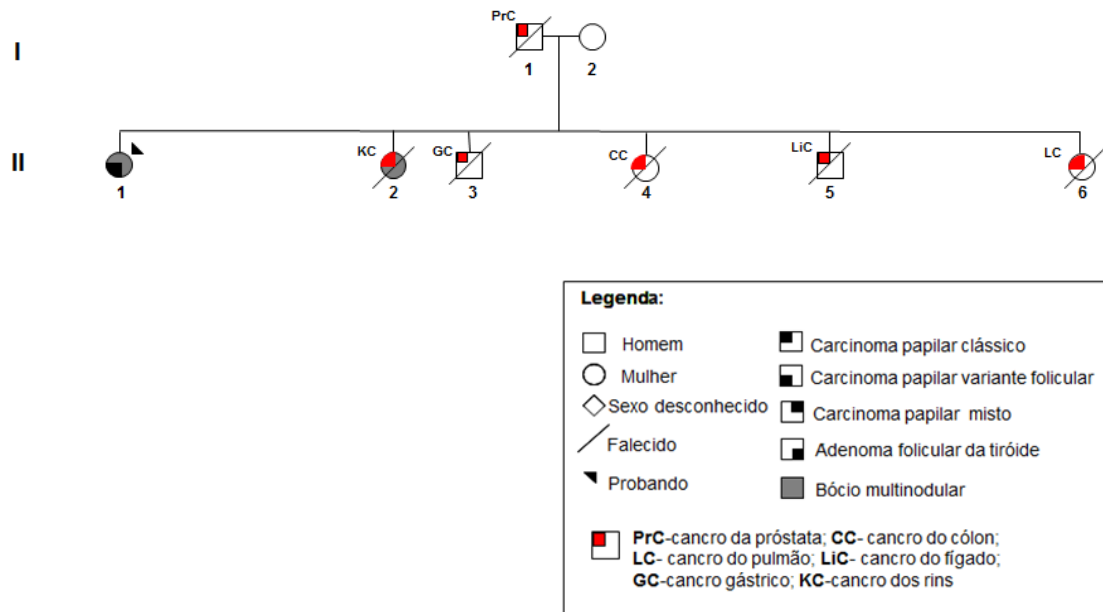 PrC
I
1 2
II
KC GC CC LiC LC
1 2 3 4 5 6
Legenda:
Homem
Mulher
Sexo desconhecido
Falecido
Probando
Carcinoma papilar clássico
Carcinoma papilar variante folicular
Carcinoma papilar misto
Adenoma folicular da tiróide
Bócio multinodular
PrC-cancro da próstata; CC- cancro do cólon;
LC- cancro do pulmão; LiC- cancro do fígado;
GC-cancro gástrico; KC-cancro dos rins